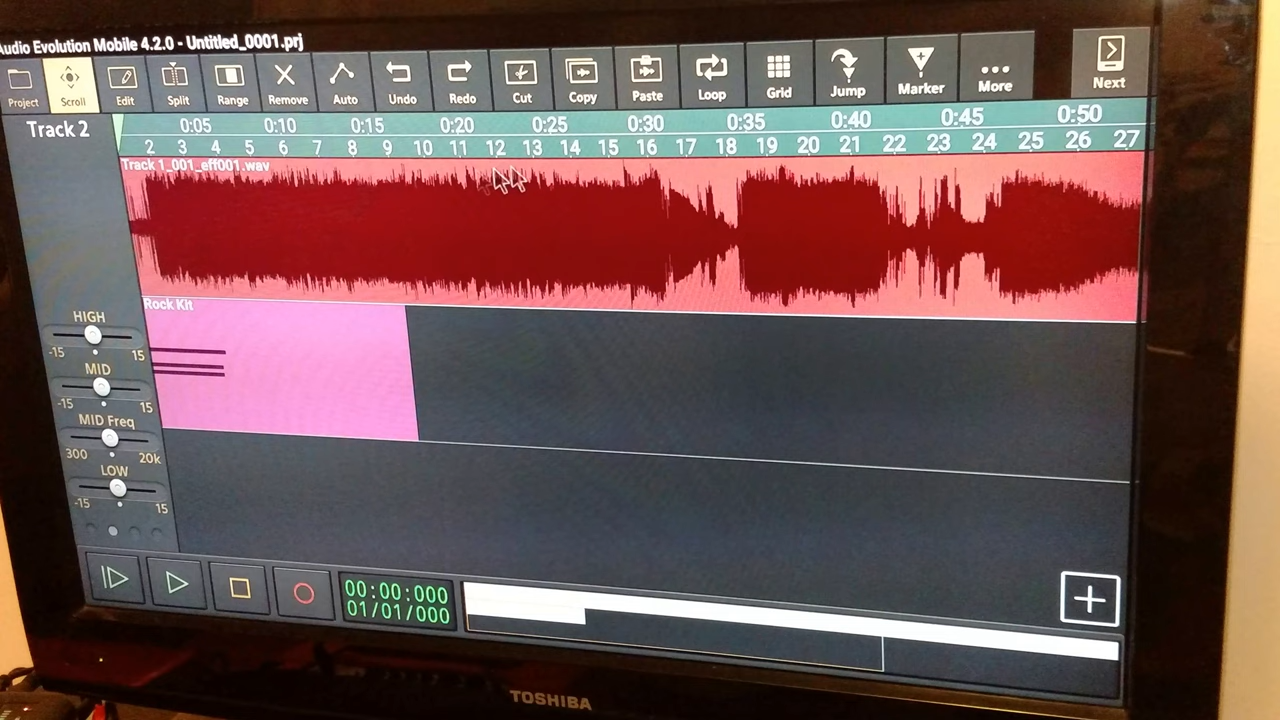 Audio Evolution Mobile 4.2.0 - Untitled_0001.prj
Project Scroll Edit Split Range Remove Auto Undo Redo Cut Copy Paste Loop Grid Jump Marker More Next
Track 2
0:05 0:10 0:15 0:20 0:25 0:30 0:35 0:40 0:45 0:50
2 3 4 5 6 7 8 9 10 11 12 13 14 15 16 17 18 19 20 21 22 23 24 25 26 27
Track 1_001_eff001.wav
Rock Kit
HIGH
-15 15
MID
-15 15
MID Freq
300 20k
LOW
-15 15
00:00:000
01/01/000
TOSHIBA